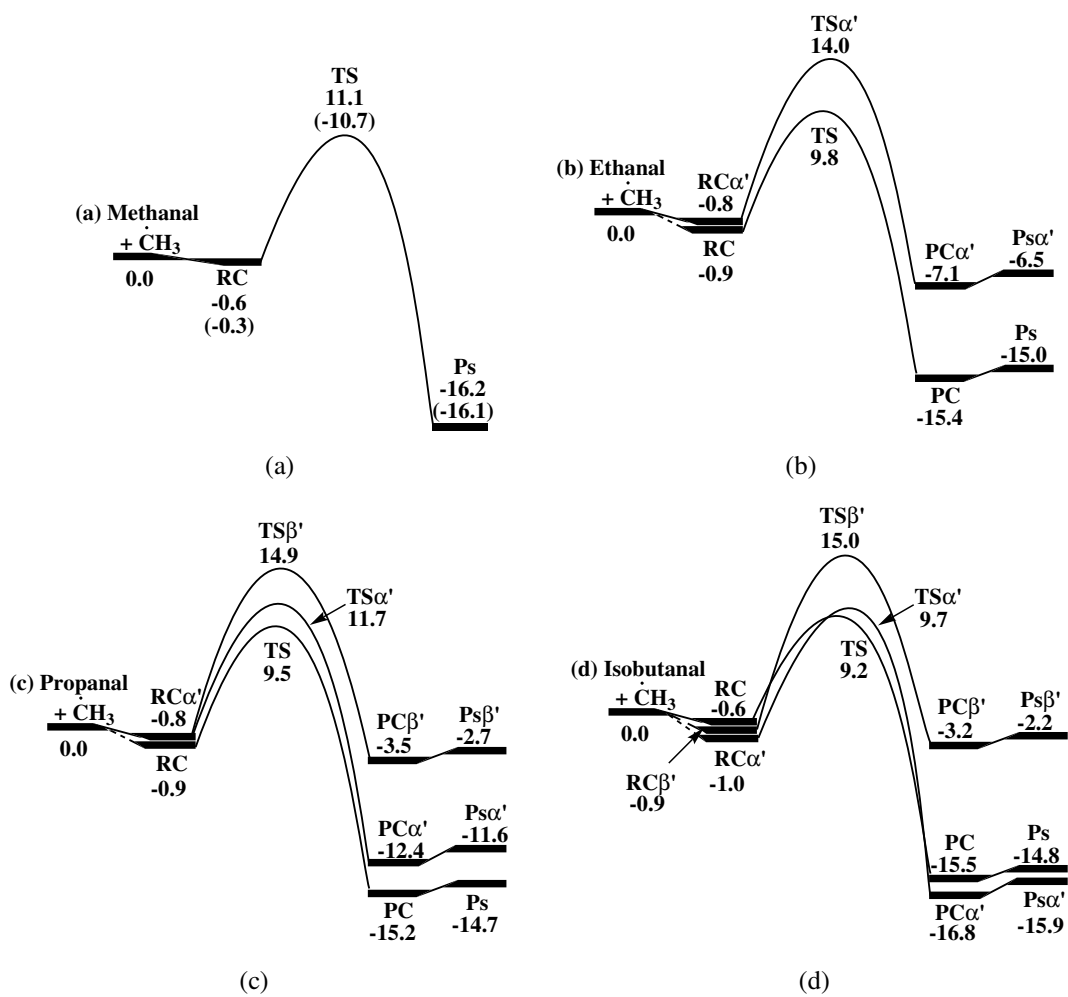 TS
11.1
(-10.7)
(a) Methanal
+ ĊH3
0.0
RC
-0.6
(-0.3)
Ps
-16.2
(-16.1)
(a)
TSα'
14.0
TS
9.8
(b) Ethanal
+ ĊH3
0.0
RCα'
-0.8
RC
-0.9
PCα'
-7.1
Psα'
-6.5
Ps
-15.0
PC
-15.4
(b)
TSβ'
14.9
TSα'
11.7
TS
9.5
(c) Propanal
+ ĊH3
0.0
RCα'
-0.8
RC
-0.9
PCβ'
-3.5
Psβ'
-2.7
PCα'
-12.4
Psα'
-11.6
PC
-15.2
Ps
-14.7
(c)
TSβ'
15.0
TSα'
9.7
TS
9.2
(d) Isobutanal
+ ĊH3
0.0
RC
-0.6
RCβ'
-0.9
RCα'
-1.0
PCβ'
-3.2
Psβ'
-2.2
PC
-15.5
Ps
-14.8
PCα'
-16.8
Psα'
-15.9
(d)